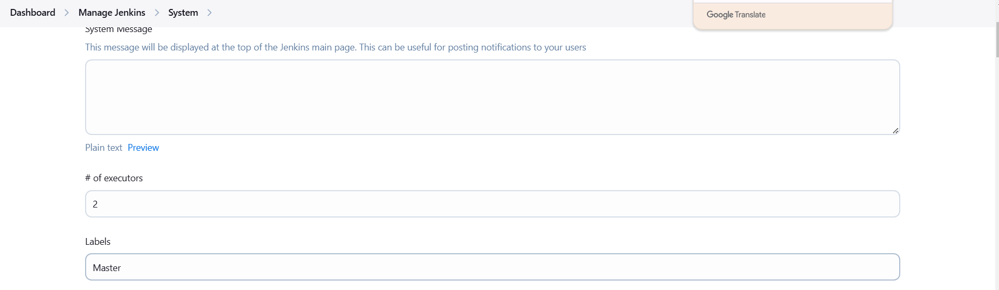 Dashboard > Manage Jenkins > System >
Google Translate
System Message
This message will be displayed at the top of the Jenkins main page. This can be useful for posting notifications to your users
Plain text Preview
# of executors
2
Labels
Master